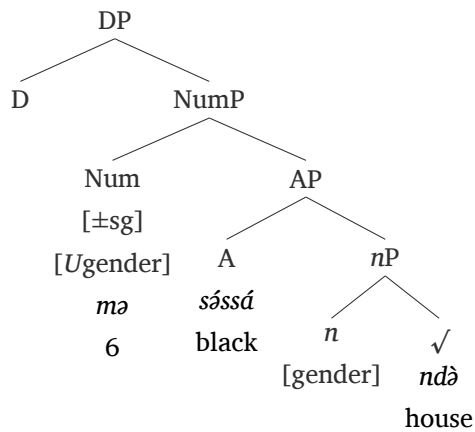 DP
D NumP
Num AP
[±sg]
[Ugender] A nP
mə sə́ssá
6 black n √
[gender] ndə̀
house